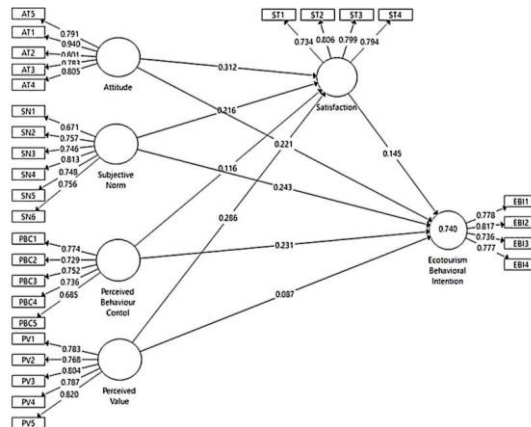 AT5
AT1
AT2
AT3
AT4
0.791
0.940
0.801
0.783
0.805
Attitude
SN1
SN2
SN3
SN4
SN5
SN6
0.671
0.757
0.746
0.813
0.748
0.756
Subjective
Norm
PBC1
PBC2
PBC3
PBC4
PBC5
0.774
0.729
0.752
0.736
0.685
Perceived
Behaviour
Contol
PV1
PV2
PV3
PV4
PV5
0.783
0.768
0.804
0.787
0.820
Perceived
Value
ST1
ST2
ST3
ST4
0.734
0.806
0.799
0.794
Satisfaction
0.312
0.216
0.221
0.116
0.243
0.286
0.231
0.087
0.145
0.740
Ecotourism
Behavioral
Intention
0.778
0.817
0.736
0.777
EBI1
EBI2
EBI3
EBI4